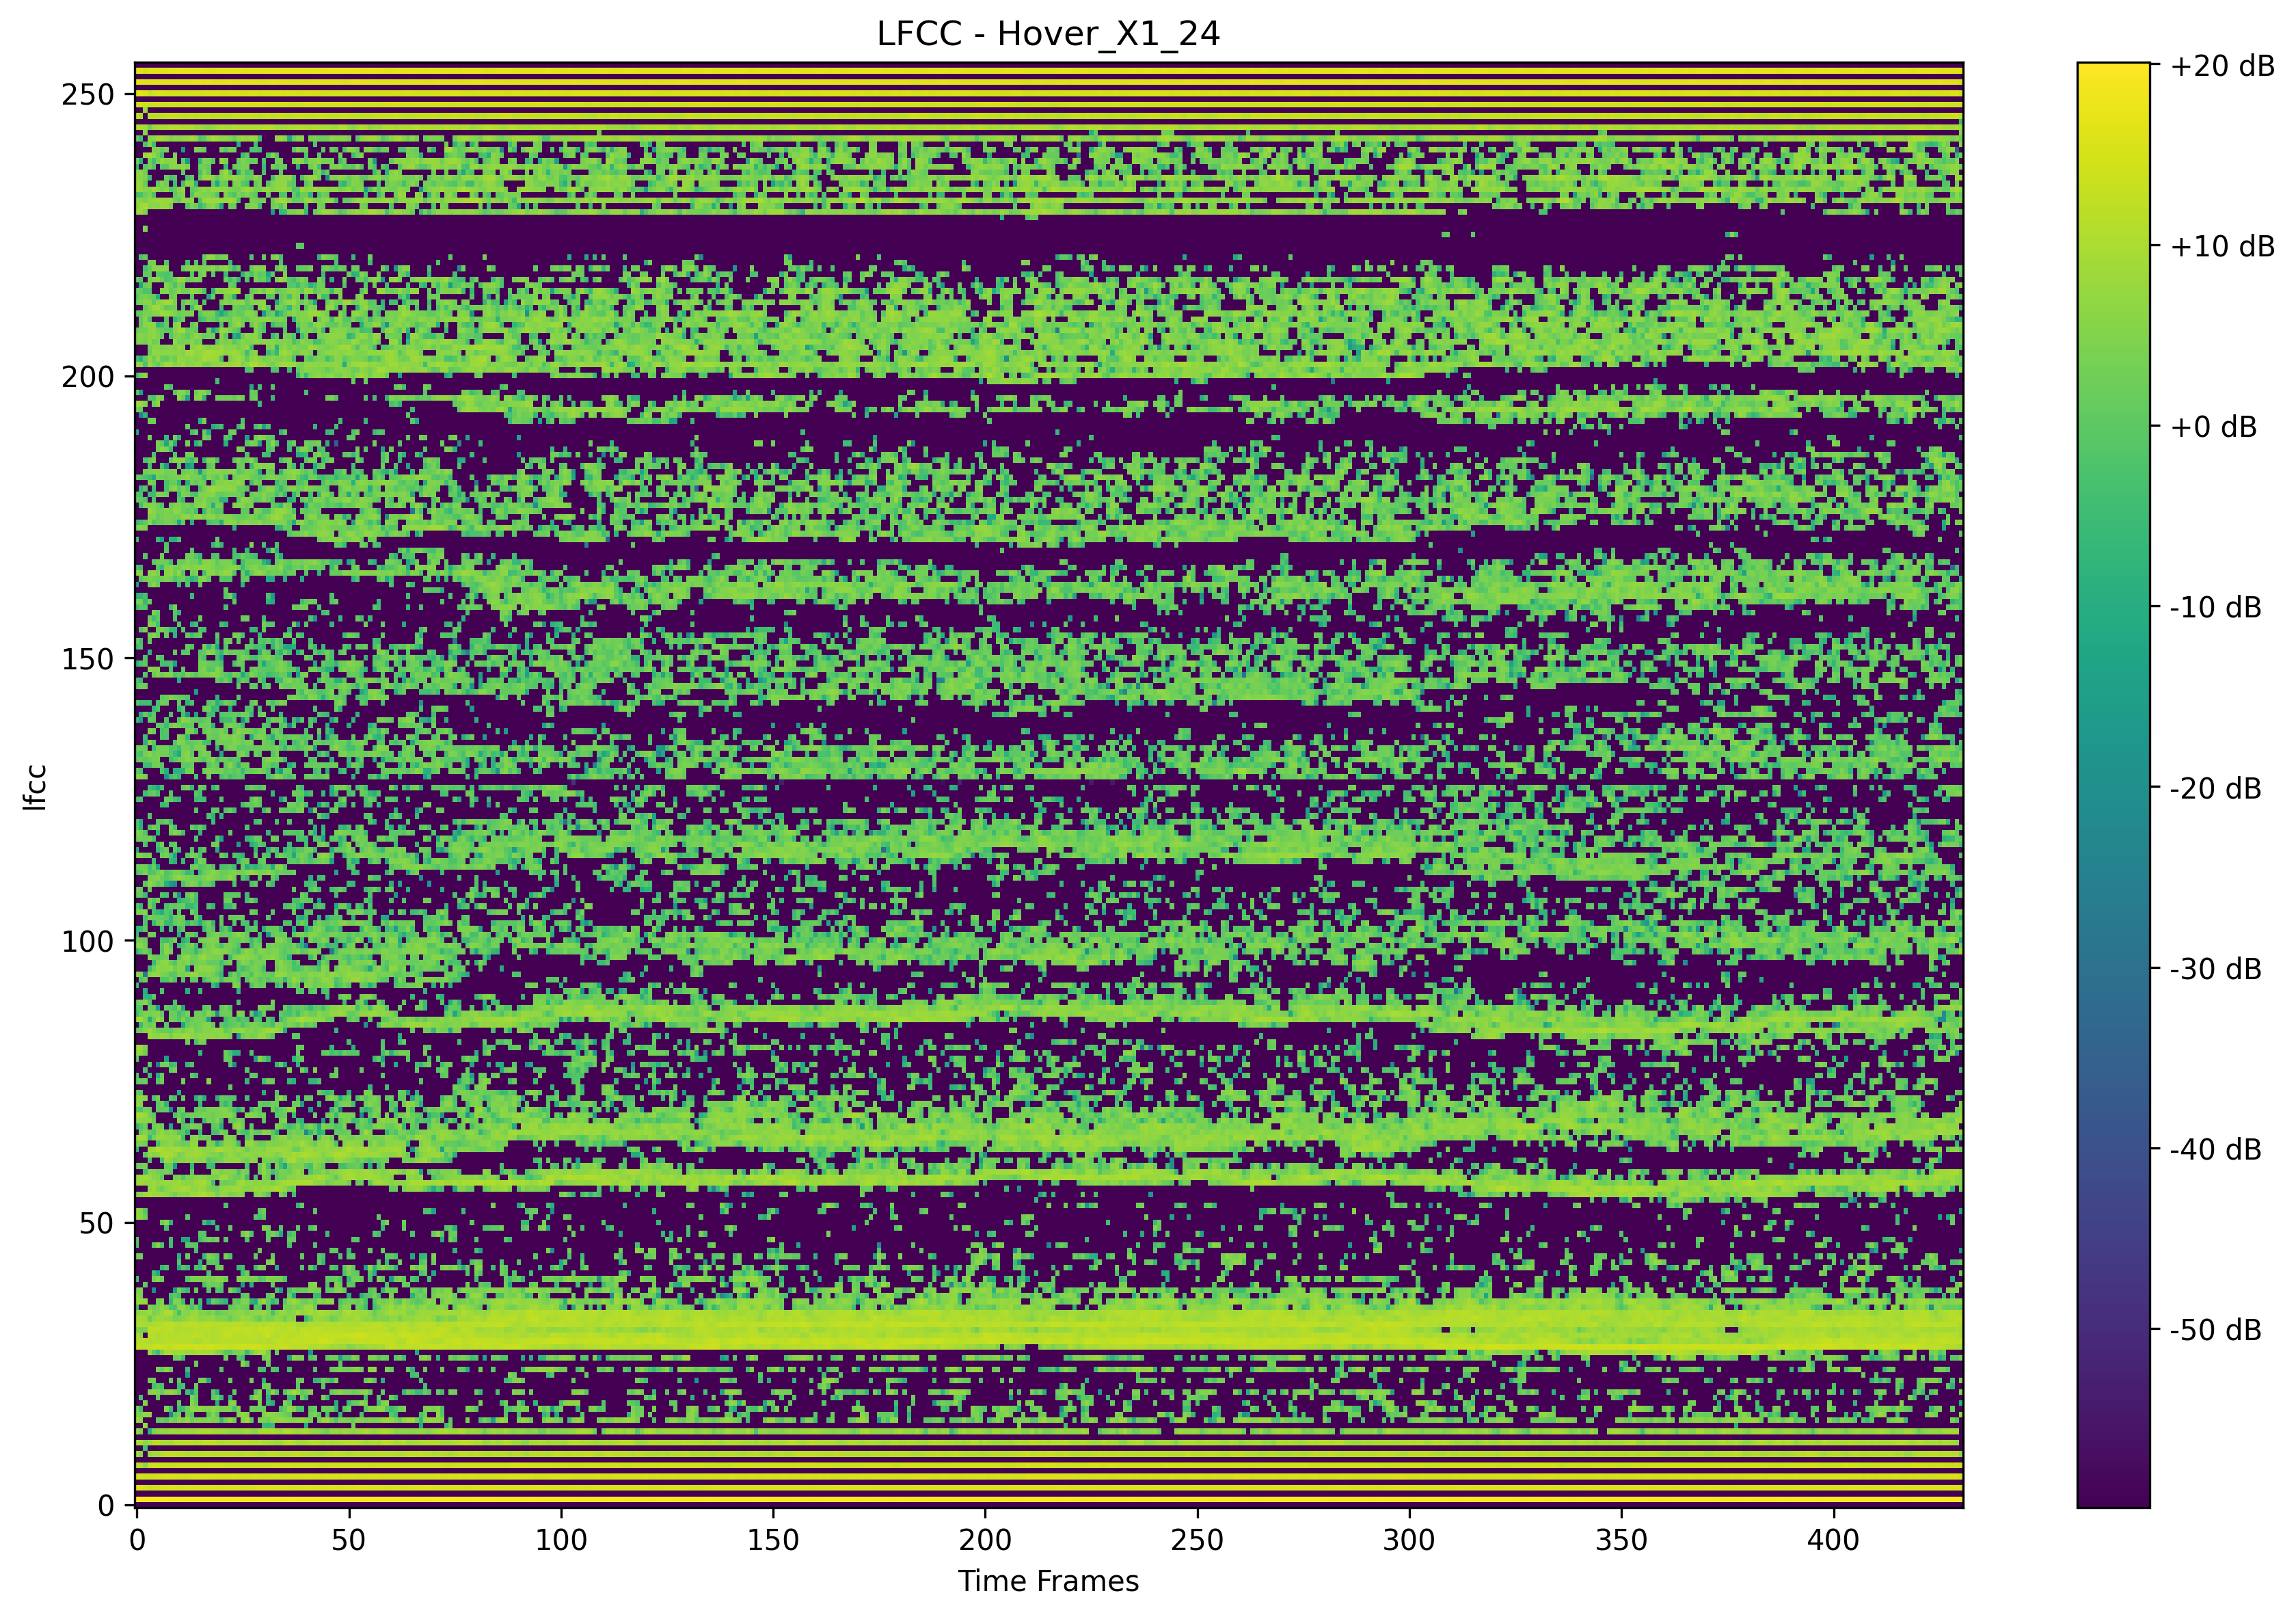 LFCC - Hover_X1_24
250
200
150
100
50
0
lfcc
0 50 100 150 200 250 300 350 400
Time Frames
+20 dB
+10 dB
+0 dB
-10 dB
-20 dB
-30 dB
-40 dB
-50 dB